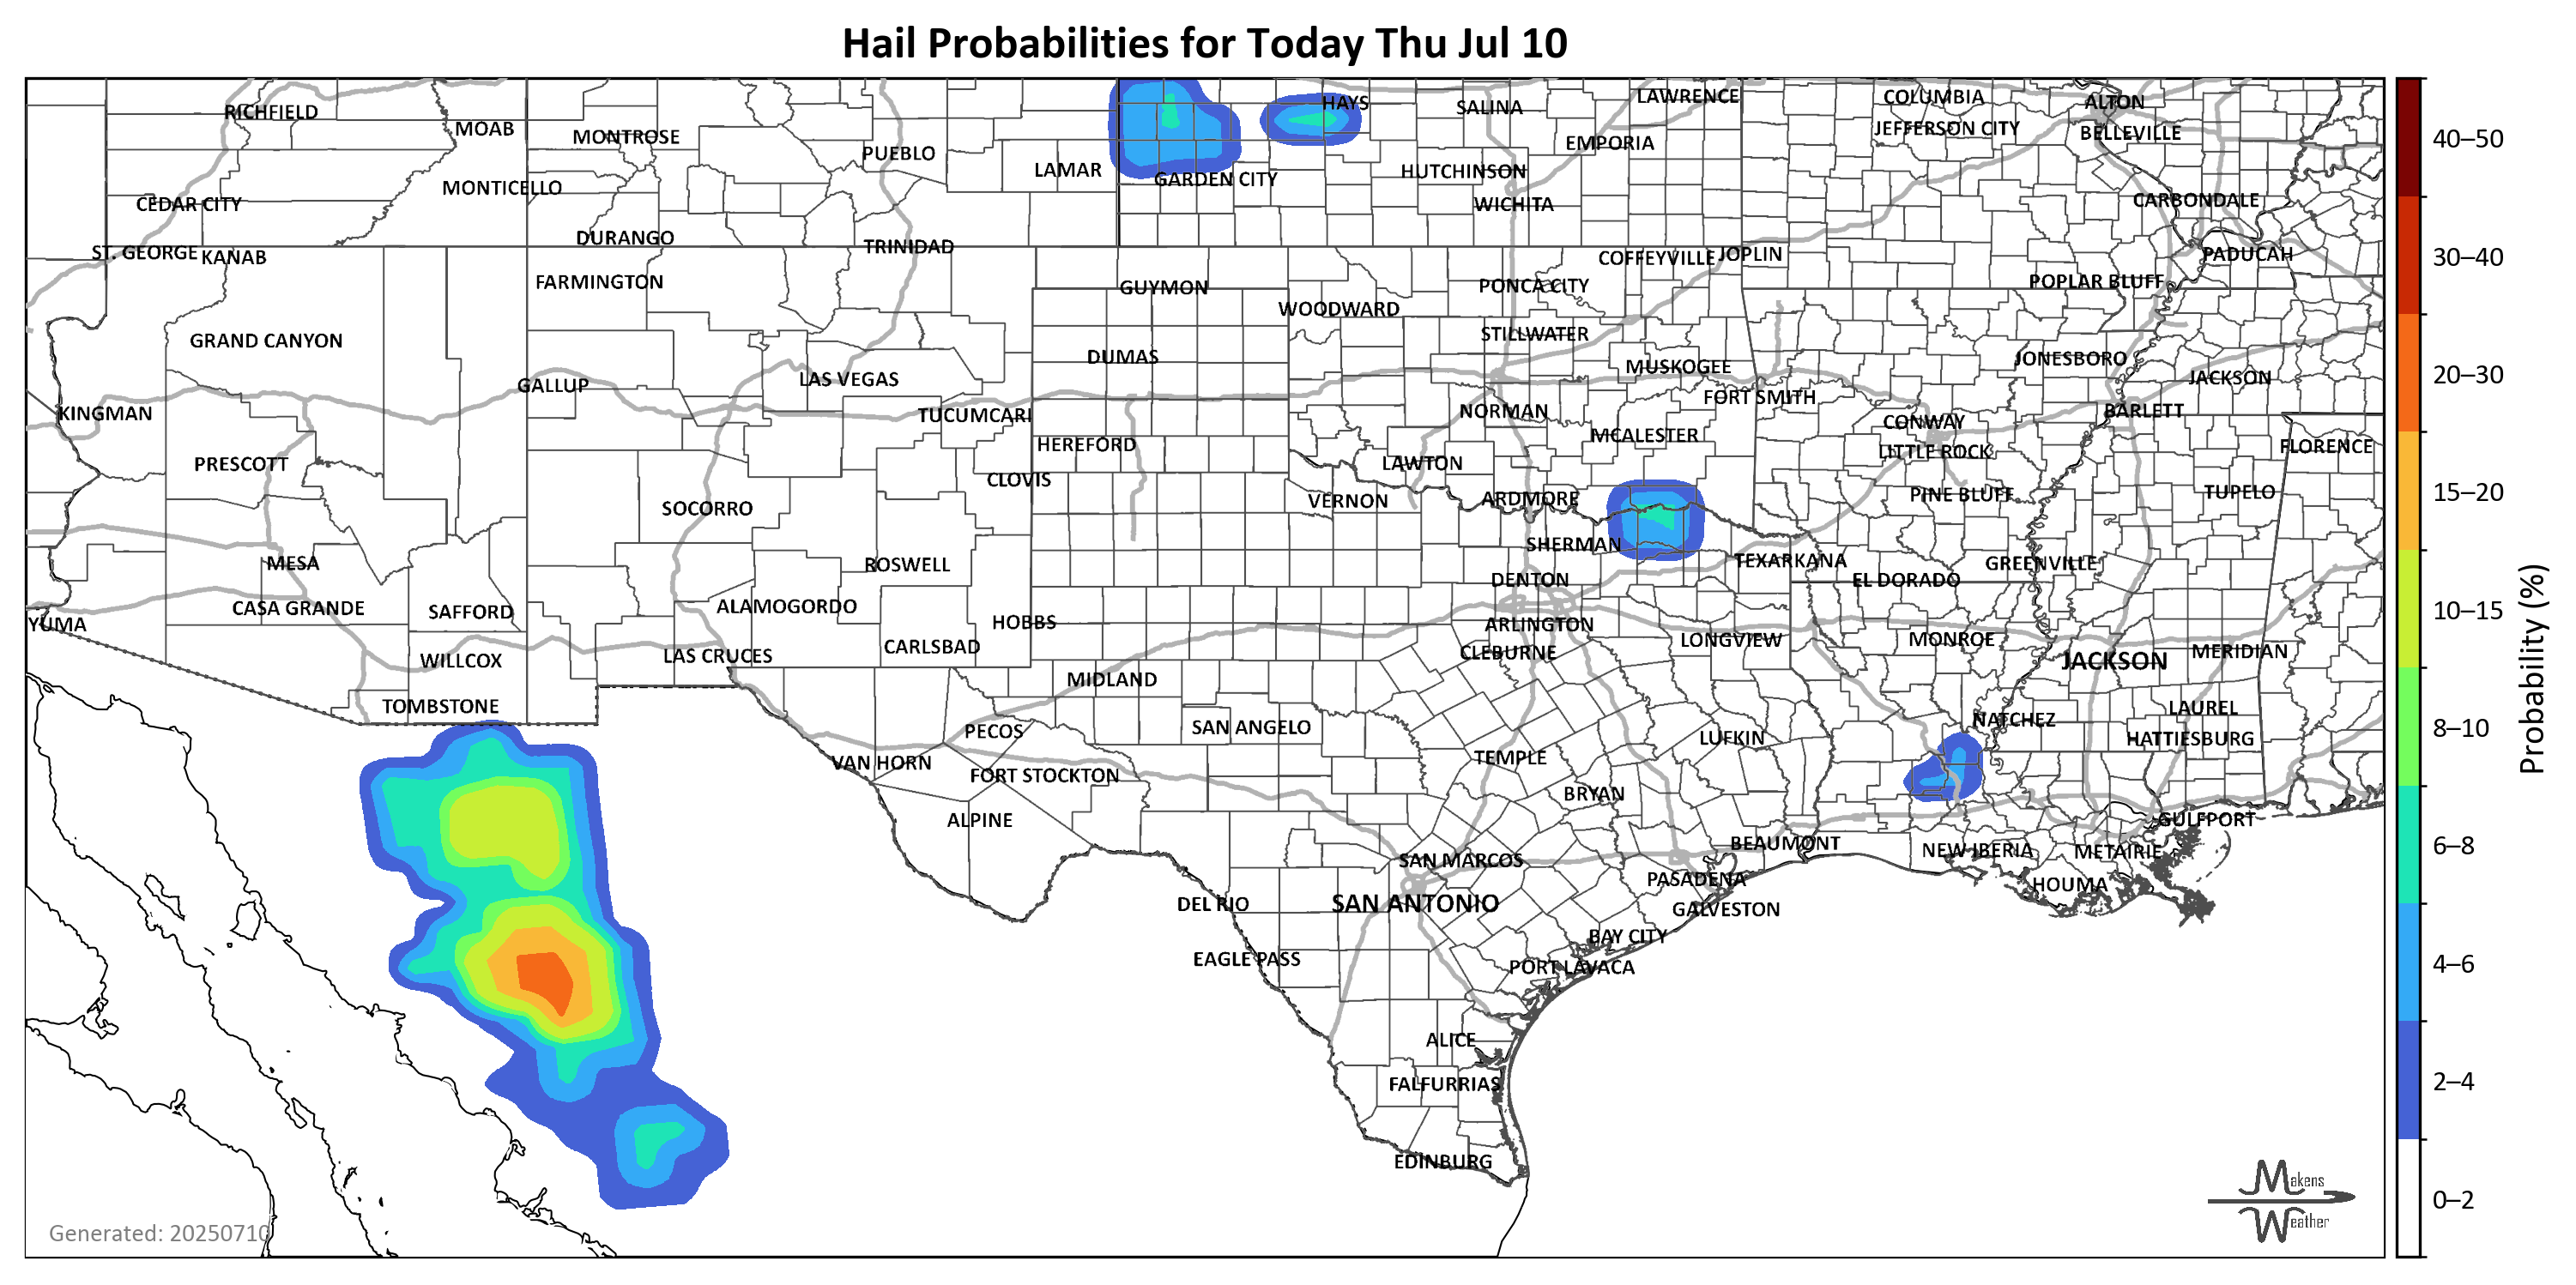 Hail Probabilities for Today Thu Jul 10
RICHFIELD
MOAB
MONTROSE
PUEBLO
LAMAR
HAYS
SALINA
LAWRENCE
COLUMBIA
ALTON
JEFFERSON CITY
BELLEVILLE
EMPORIA
HUTCHINSON
GARDEN CITY
MONTICELLO
CEDAR CITY
WICHITA
CARBONDALE
DURANGO
TRINIDAD
ST. GEORGE
KANAB
COFFEYVILLE
JOPLIN
PADUCAH
FARMINGTON
GUYMON
PONCA CITY
POPLAR BLUFF
WOODWARD
GRAND CANYON
STILLWATER
DUMAS
MUSKOGEE
JONESBORO
GALLUP
LAS VEGAS
JACKSON
KINGMAN
TUCUMCARI
NORMAN
FORT SMITH
BARLETT
CONWAY
HEREFORD
MCALESTER
LITTLE ROCK
FLORENCE
PRESCOTT
CLOVIS
LAWTON
SOCORRO
VERNON
ARDMORE
PINE BLUFF
TUPELO
MESA
ROSWELL
SHERMAN
TEXARKANA
GREENVILLE
CASA GRANDE
SAFFORD
ALAMOGORDO
DENTON
EL DORADO
YUMA
HOBBS
ARLINGTON
LONGVIEW
MONROE
WILLCOX
LAS CRUCES
CARLSBAD
CLEBURNE
JACKSON
MERIDIAN
TOMBSTONE
MIDLAND
PECOS
SAN ANGELO
NATCHEZ
LAUREL
HATTIESBURG
LUFKIN
VAN HORN
FORT STOCKTON
TEMPLE
BRYAN
ALPINE
GULFPORT
SAN MARCOS
BEAUMONT
NEW IBERIA
METAIRIE
PASADENA
HOUMA
DEL RIO
SAN ANTONIO
GALVESTON
BAY CITY
EAGLE PASS
PORT LAVACA
ALICE
FALFURRIAS
EDINBURG
Generated: 20250710
Makens
Weather
40–50
30–40
20–30
15–20
10–15
8–10
6–8
4–6
2–4
0–2
Probability (%)